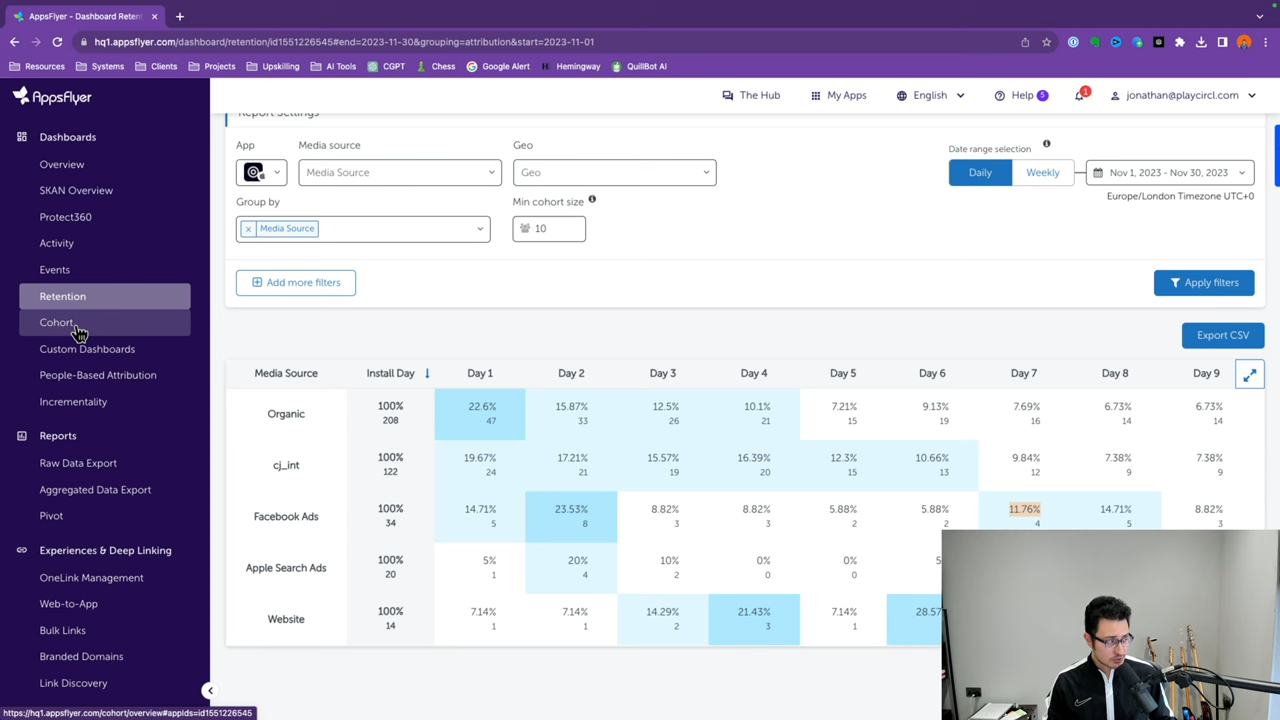 AppsFlyer - Dashboard Retent
hq1.appsflyer.com/dashboard/retention/id1551226545#end=2023-11-30&grouping=attribution&start=2023-11-01
Resources Systems Clients Projects Upskilling AI Tools CGPT Chess Google Alert Hemingway QuillBot AI
AppsFlyer
The Hub My Apps English Help 5 1 jonathan@playcircl.com
Dashboards
Overview
SKAN Overview
Protect360
Activity
Events
Retention
Cohort
Custom Dashboards
People-Based Attribution
Incrementality
Reports
Raw Data Export
Aggregated Data Export
Pivot
Experiences & Deep Linking
OneLink Management
Web-to-App
Bulk Links
Branded Domains
Link Discovery
https://hq1.appsflyer.com/cohort/overview#appIds=id1551226545
Report Settings
App Media source Geo Date range selection
Media Source Geo Daily Weekly Nov 1, 2023 - Nov 30, 2023
Europe/London Timezone UTC+0
Group by Min cohort size
× Media Source 10
Add more filters Apply filters
Export CSV
Media Source Install Day Day 1 Day 2 Day 3 Day 4 Day 5 Day 6 Day 7 Day 8 Day 9
Organic 100% 22.6% 15.87% 12.5% 10.1% 7.21% 9.13% 7.69% 6.73% 6.73%
208 47 33 26 21 15 19 16 14 14
cj_int 100% 19.67% 17.21% 15.57% 16.39% 12.3% 10.66% 9.84% 7.38% 7.38%
122 24 21 19 20 15 13 12 9 9
Facebook Ads 100% 14.71% 23.53% 8.82% 8.82% 5.88% 5.88% 11.76% 14.71% 8.82%
34 5 8 3 3 2 2 4 5 3
Apple Search Ads 100% 5% 20% 10% 0% 0% 5
20 1 4 2 0 0
Website 100% 7.14% 7.14% 14.29% 21.43% 7.14% 28.57
14 1 1 2 3 1